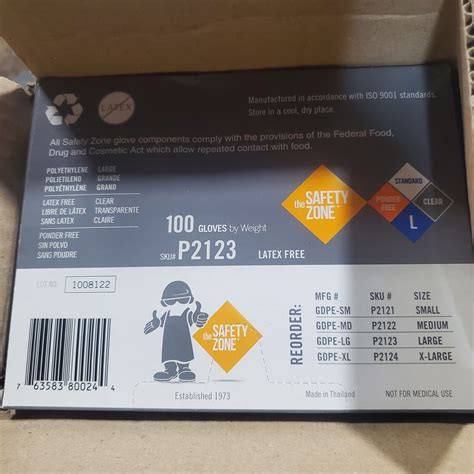 LATEX
Manufactured in accordance with ISO 9001 standards.
Store in a cool, dry place.
All Safety Zone glove components comply with the provisions of the Federal Food,
Drug and Cosmetic Act which allow repeated contact with food.
POLYETHYLENE LARGE
POLIETILENO GRANDE
POLYÉTHYLÈNE GRAND
LATEX FREE CLEAR
LIBRE DE LÁTEX TRANSPARENTE
SANS LATEX CLAIRE
POWDER FREE
SIN POLVO
SANS POUDRE
100 GLOVES by Weight
SKU# P2123 LATEX FREE
the SAFETY ZONE®
STANDARD
POWDER FREE
CLEAR
L
LOT NO. 1008122
7 63583 80024 4
the SAFETY ZONE®
Established 1973
REORDER:
MFG # SKU # SIZE
GDPE-SM P2121 SMALL
GDPE-MD P2122 MEDIUM
GDPE-LG P2123 LARGE
GDPE-XL P2124 X-LARGE
Made in Thailand
NOT FOR MEDICAL USE